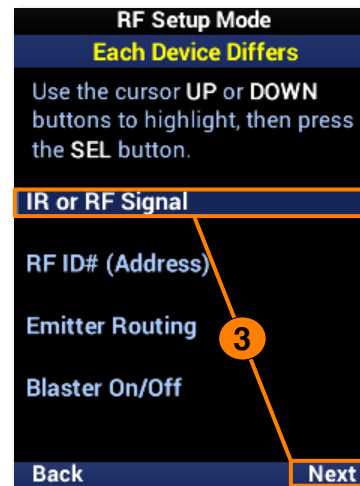 RF Setup Mode
Each Device Differs
Use the cursor UP or DOWN
buttons to highlight, then press
the SEL button.
IR or RF Signal
RF ID# (Address)
Emitter Routing
3
Blaster On/Off
Back Next